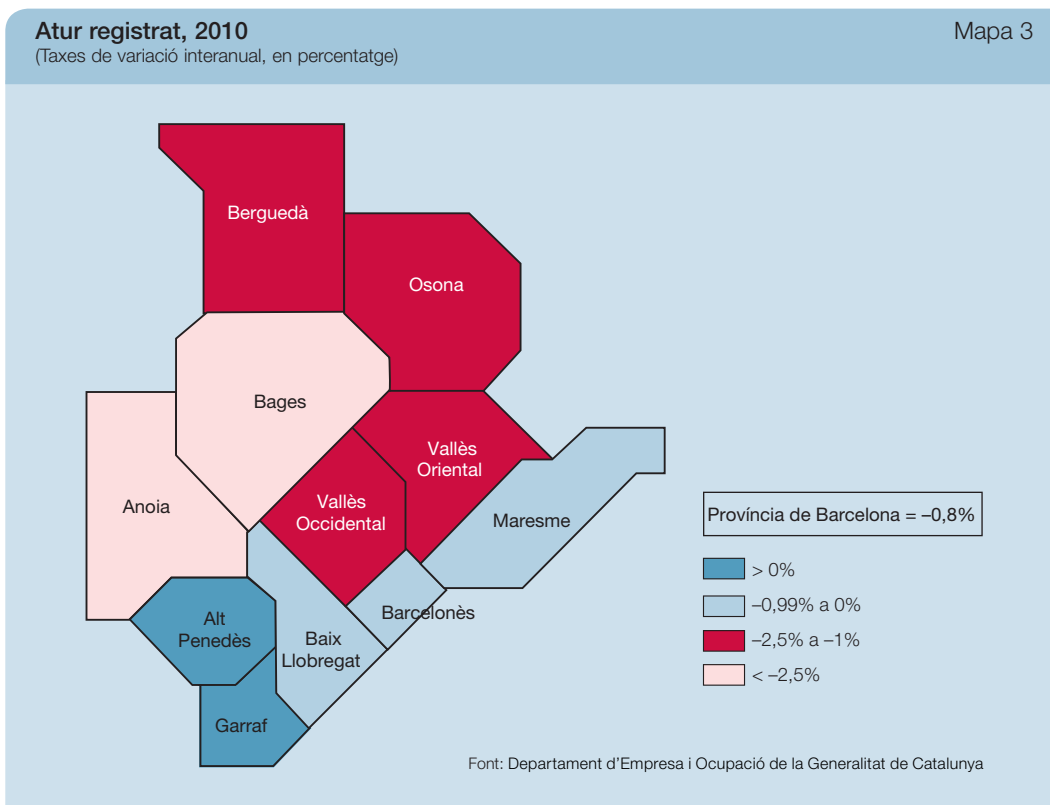 Atur registrat, 2010
(Taxes de variació interanual, en percentatge)
Mapa 3
Berguedà
Osona
Bages
Vallès
Oriental
Anoia
Vallès
Occidental
Maresme
Barcelonès
Alt
Penedès
Baix
Llobregat
Garraf
Província de Barcelona = –0,8%
> 0%
–0,99% a 0%
–2,5% a –1%
< –2,5%
Font: Departament d’Empresa i Ocupació de la Generalitat de Catalunya